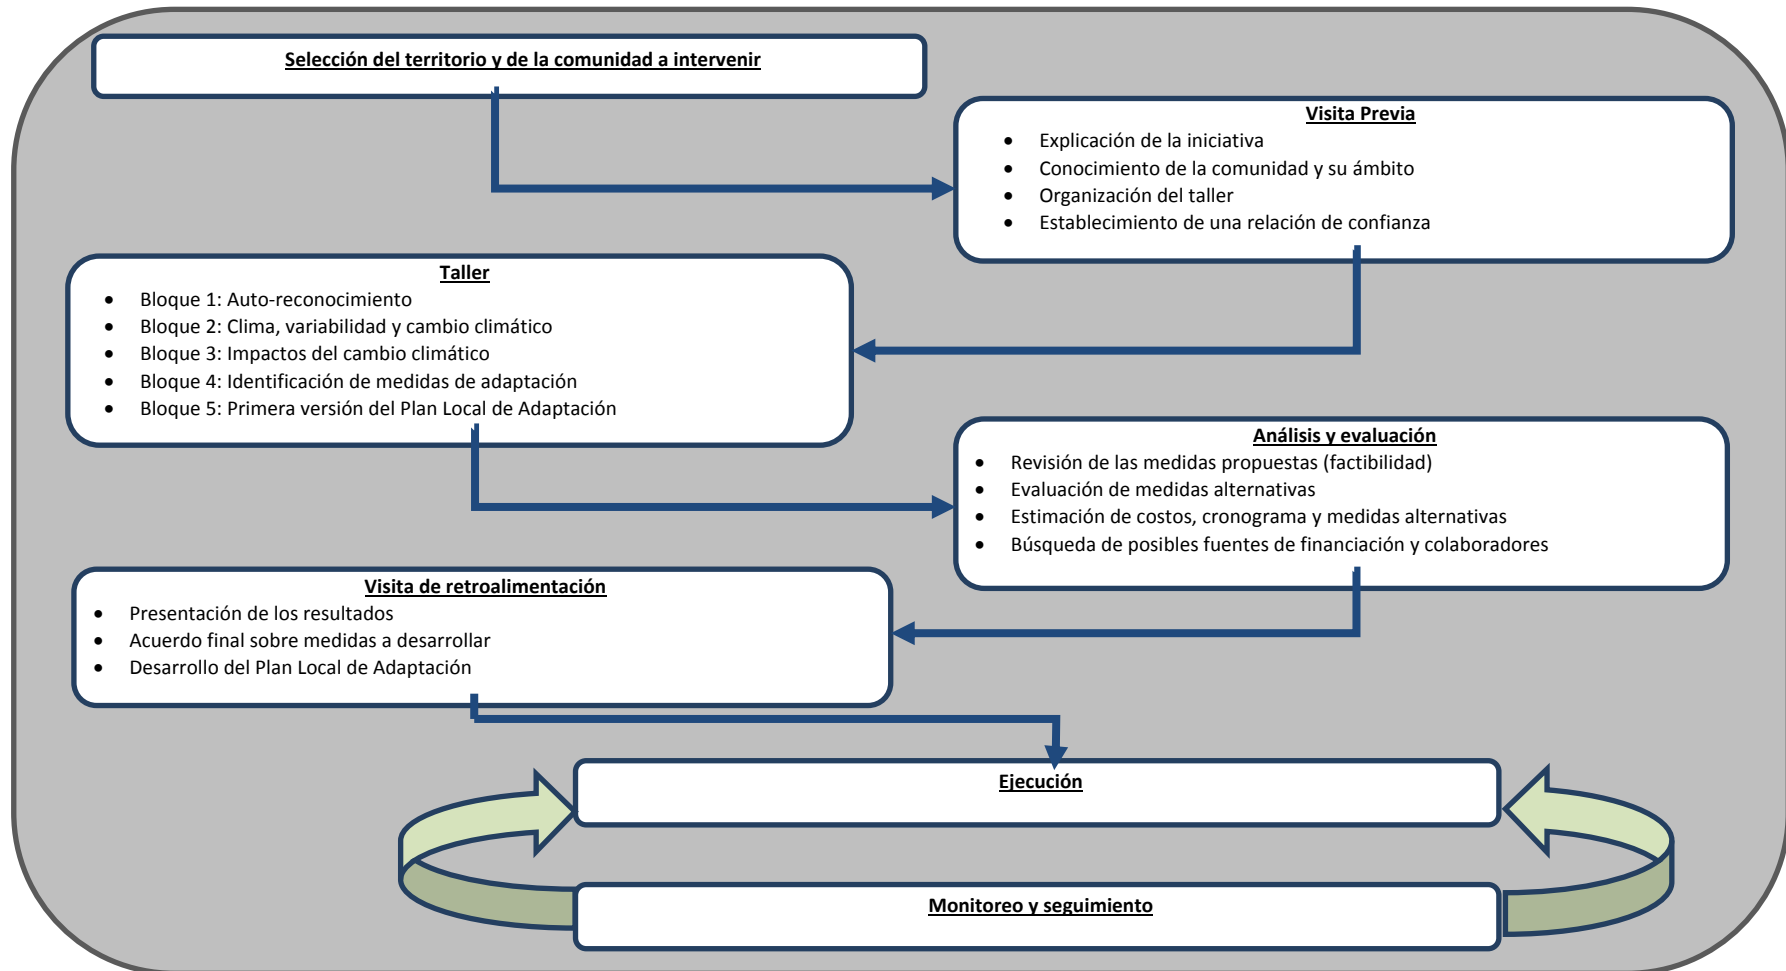 Selección del territorio y de la comunidad a intervenir
Visita Previa
• Explicación de la iniciativa
• Conocimiento de la comunidad y su ámbito
• Organización del taller
• Establecimiento de una relación de confianza
Taller
• Bloque 1: Auto-reconocimiento
• Bloque 2: Clima, variabilidad y cambio climático
• Bloque 3: Impactos del cambio climático
• Bloque 4: Identificación de medidas de adaptación
• Bloque 5: Primera versión del Plan Local de Adaptación
Análisis y evaluación
• Revisión de las medidas propuestas (factibilidad)
• Evaluación de medidas alternativas
• Estimación de costos, cronograma y medidas alternativas
• Búsqueda de posibles fuentes de financiación y colaboradores
Visita de retroalimentación
• Presentación de los resultados
• Acuerdo final sobre medidas a desarrollar
• Desarrollo del Plan Local de Adaptación
Ejecución
Monitoreo y seguimiento